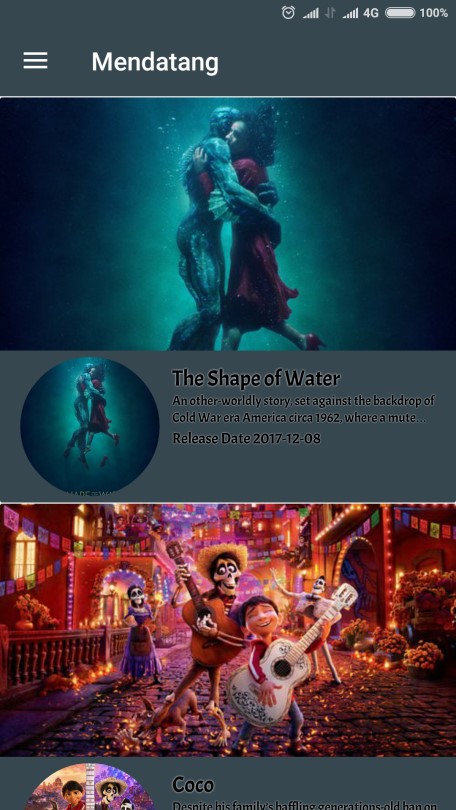 4G 100%
Mendatang
The Shape of Water
An other-worldly story, set against the backdrop of
Cold War era America circa 1962, where a mute...
Release Date 2017-12-08
Coco
Despite his family's baffling generations-old ban on